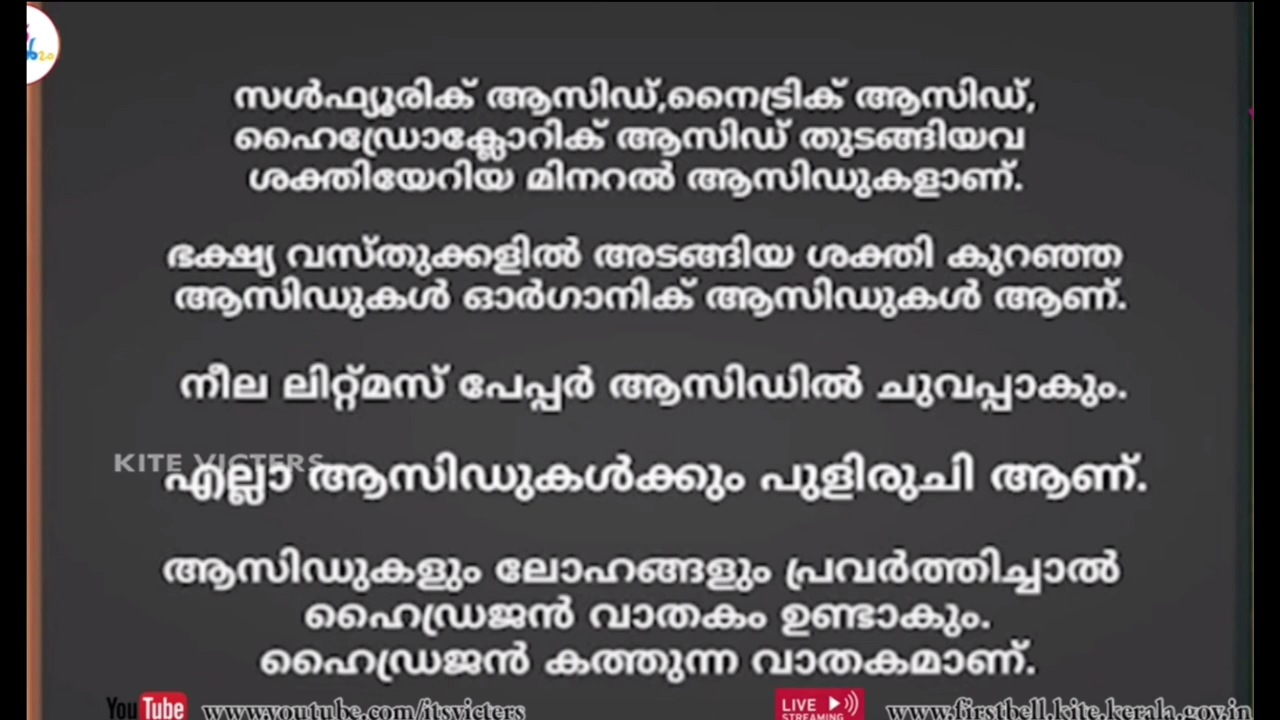 സൾഫ്യൂരിക് ആസിഡ്,നൈട്രിക് ആസിഡ്,
ഹൈഡ്രോക്ലോറിക് ആസിഡ് തുടങ്ങിയവ
ശക്തിയേറിയ മിനറൽ ആസിഡുകളാണ്.
ഭക്ഷ്യ വസ്തുക്കളിൽ അടങ്ങിയ ശക്തി കുറഞ്ഞ
ആസിഡുകൾ ഓർഗാനിക് ആസിഡുകൾ ആണ്.
നീല ലിറ്റ്മസ് പേപ്പർ ആസിഡിൽ ചുവപ്പാകും.
KITE VICTERS
എല്ലാ ആസിഡുകൾക്കും പുളിരുചി ആണ്.
ആസിഡുകളും ലോഹങ്ങളും പ്രവർത്തിച്ചാൽ
ഹൈഡ്രജൻ വാതകം ഉണ്ടാകും.
ഹൈഡ്രജൻ കത്തുന്ന വാതകമാണ്.
YouTube www.youtube.com/itsvicters LIVE STREAMING www.firstbell.kite.kerala.gov.in